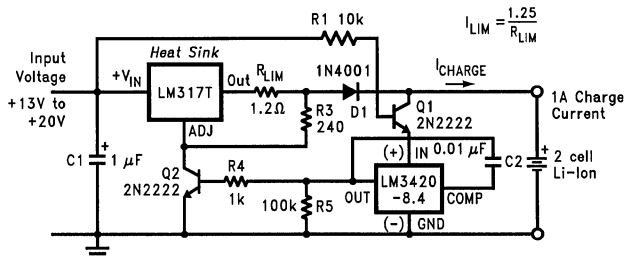 R1 10k
I_LIM = 1.25 / R_LIM
Input
Voltage
+13V to
+20V
Heat Sink
+V_IN
LM317T
Out
ADJ
R_LIM
1.2Ω
1N4001
D1
I_CHARGE
R3
240
Q1
2N2222
1A Charge
Current
C1
+
1 μF
Q2
2N2222
R4
1k
100k
R5
(+)
IN
0.01 μF
C2
LM3420
-8.4
OUT
COMP
(−)
GND
+
2 cell
Li-Ion